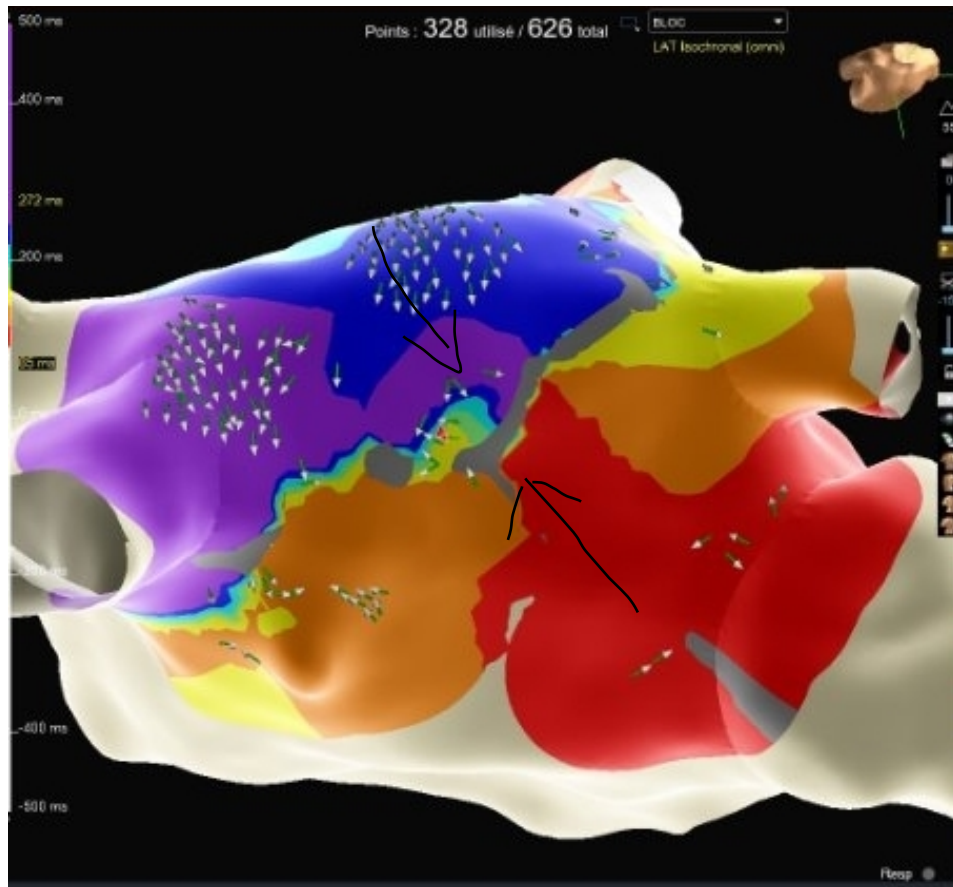 500 ms
Points : 328 utilisé / 626 total
BLOC
LAT Isochronal (omni)
400 ms
272 ms
200 ms
-400 ms
-500 ms
Resp